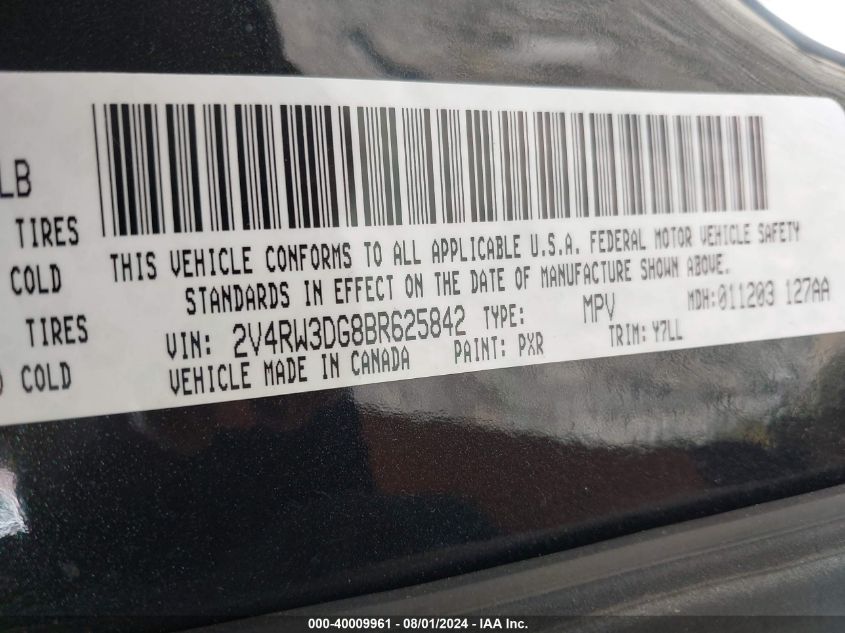 LB
TIRES
COLD
TIRES
COLD
THIS VEHICLE CONFORMS TO ALL APPLICABLE U.S.A. FEDERAL MOTOR VEHICLE SAFETY
STANDARDS IN EFFECT ON THE DATE OF MANUFACTURE SHOWN ABOVE.
VIN: 2V4RW3DG8BR625842 TYPE: MPV MDH:011203 127AA
VEHICLE MADE IN CANADA PAINT: PXR TRIM: Y7LL
000-40009961 - 08/01/2024 - IAA Inc.